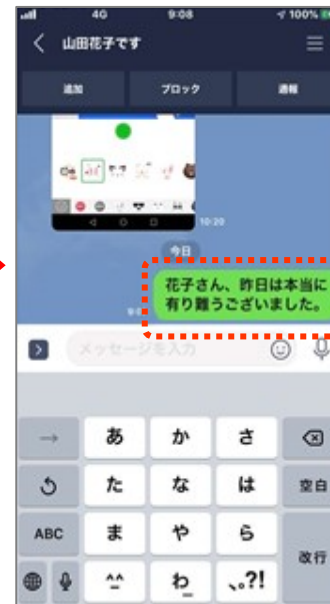 4G 9:08 100%
山田花子です
追加 ブロック 通報
10:20
今日
花子さん、昨日は本当に
有り難うございました。
メッセージを入力
→ あ か さ
た な は 空白
ABC ま や ら
改行
^^ わ_ 、。?!